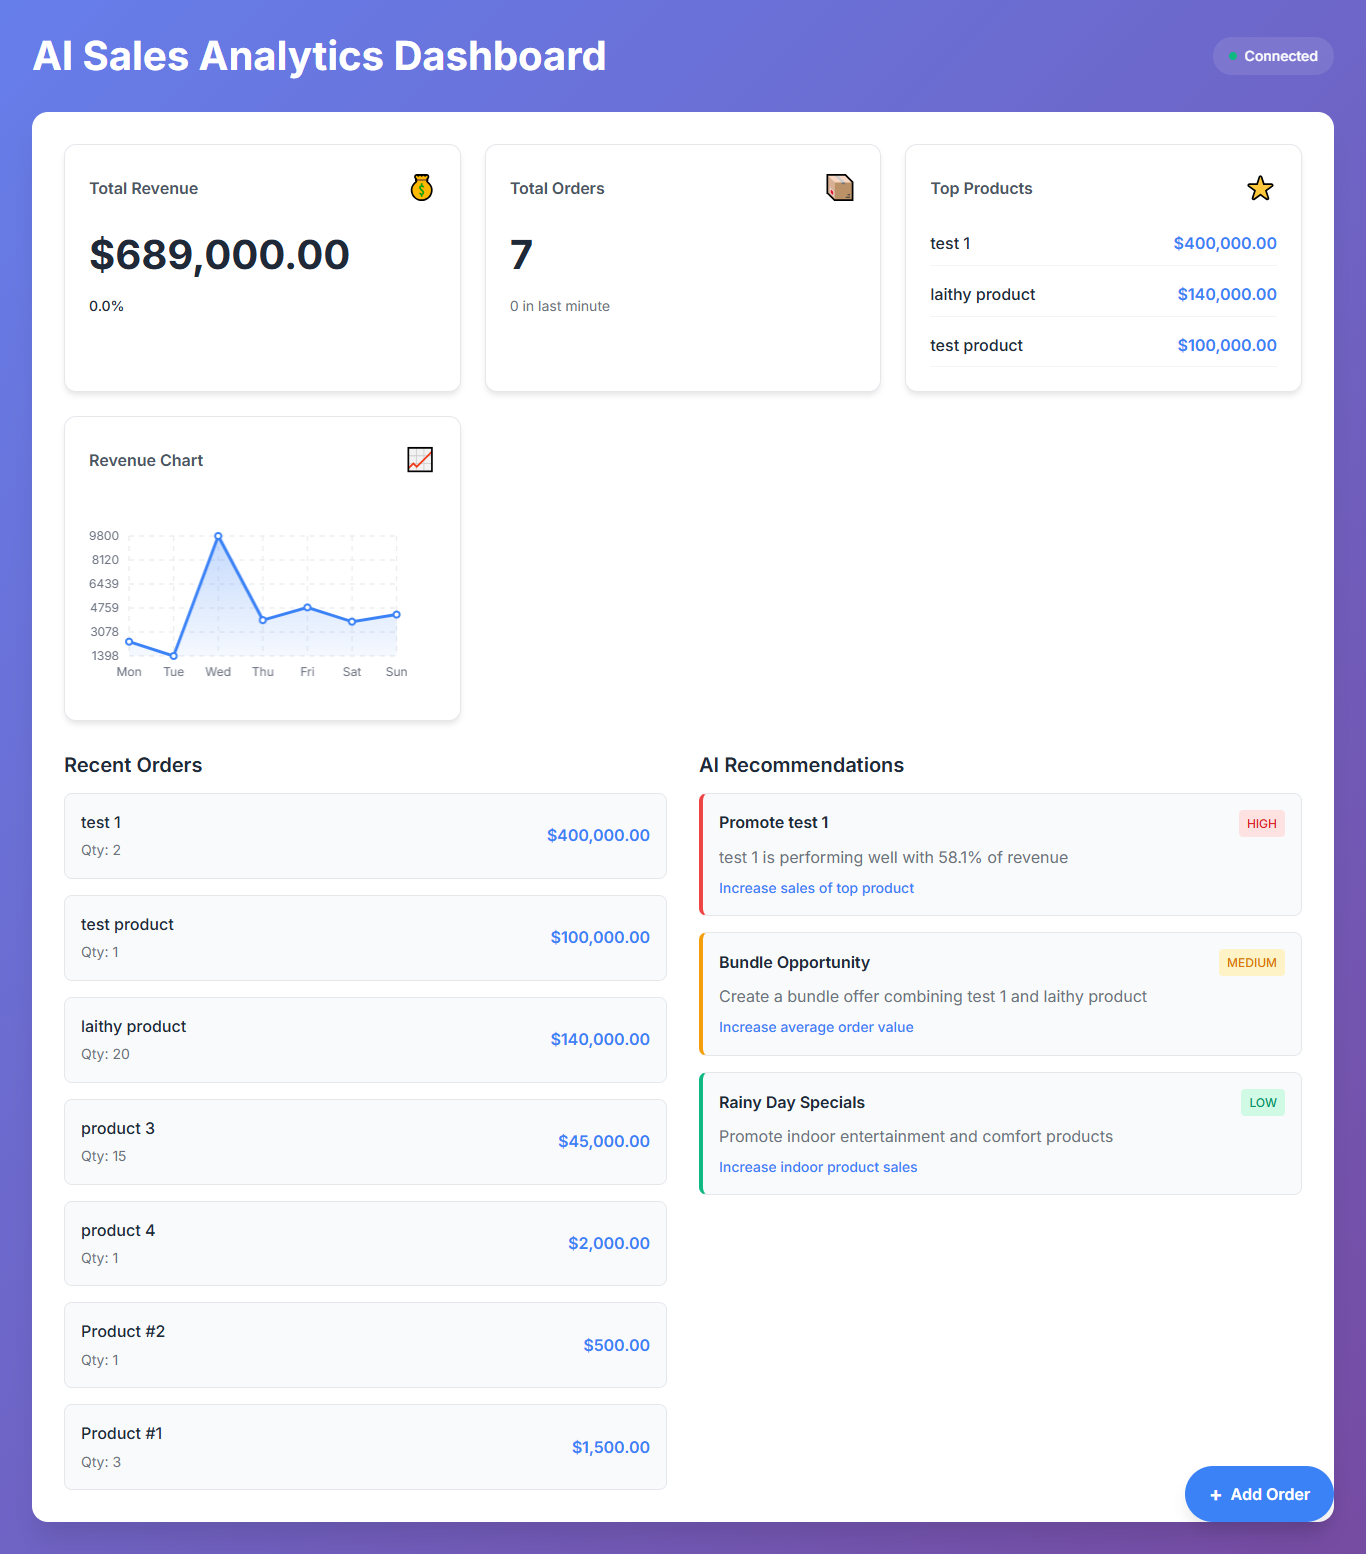 AI Sales Analytics Dashboard
Connected
Total Revenue
$689,000.00
0.0%
Total Orders
7
0 in last minute
Top Products
test 1 $400,000.00
laithy product $140,000.00
test product $100,000.00
Revenue Chart
9800
8120
6439
4759
3078
1398
Mon Tue Wed Thu Fri Sat Sun
Recent Orders
test 1
Qty: 2
$400,000.00
test product
Qty: 1
$100,000.00
laithy product
Qty: 20
$140,000.00
product 3
Qty: 15
$45,000.00
product 4
Qty: 1
$2,000.00
Product #2
Qty: 1
$500.00
Product #1
Qty: 3
$1,500.00
AI Recommendations
Promote test 1
HIGH
test 1 is performing well with 58.1% of revenue
Increase sales of top product
Bundle Opportunity
MEDIUM
Create a bundle offer combining test 1 and laithy product
Increase average order value
Rainy Day Specials
LOW
Promote indoor entertainment and comfort products
Increase indoor product sales
+ Add Order